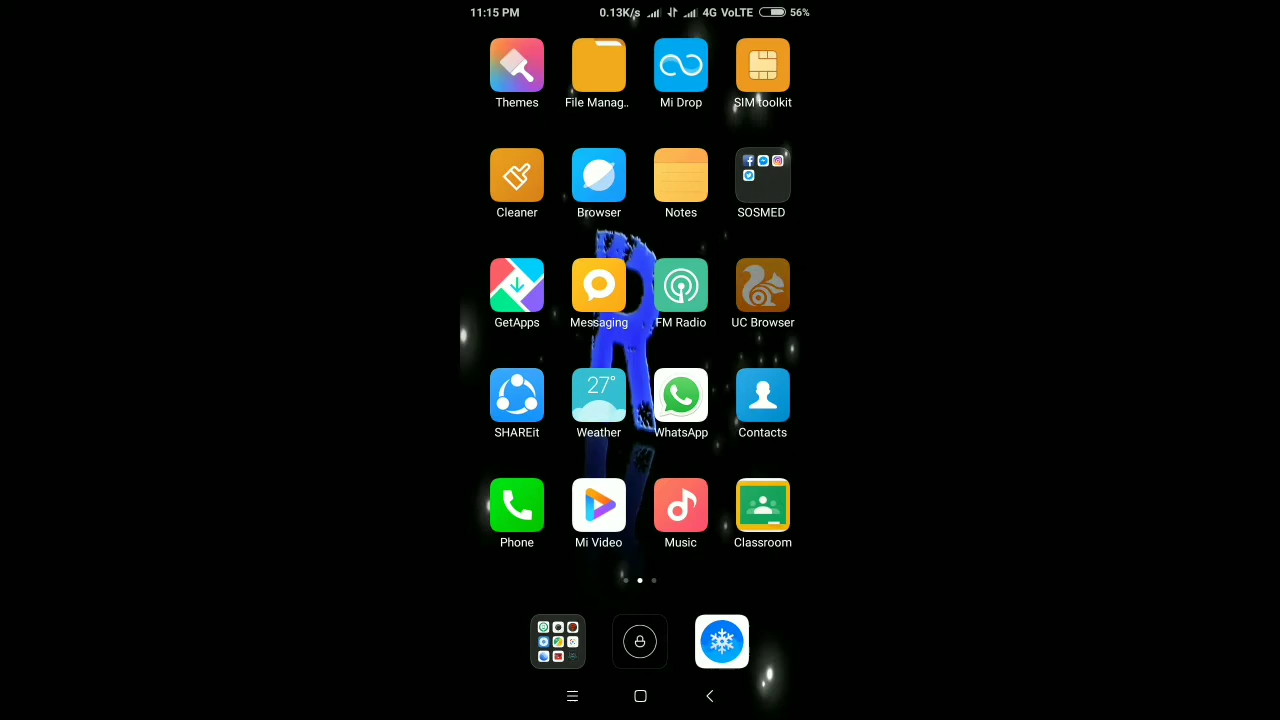 11:15 PM 0.13K/s 4G VoLTE 56%
Themes File Manag.. Mi Drop SIM toolkit
Cleaner Browser Notes SOSMED
GetApps Messaging FM Radio UC Browser
27°
SHAREit Weather WhatsApp Contacts
Phone Mi Video Music Classroom
R